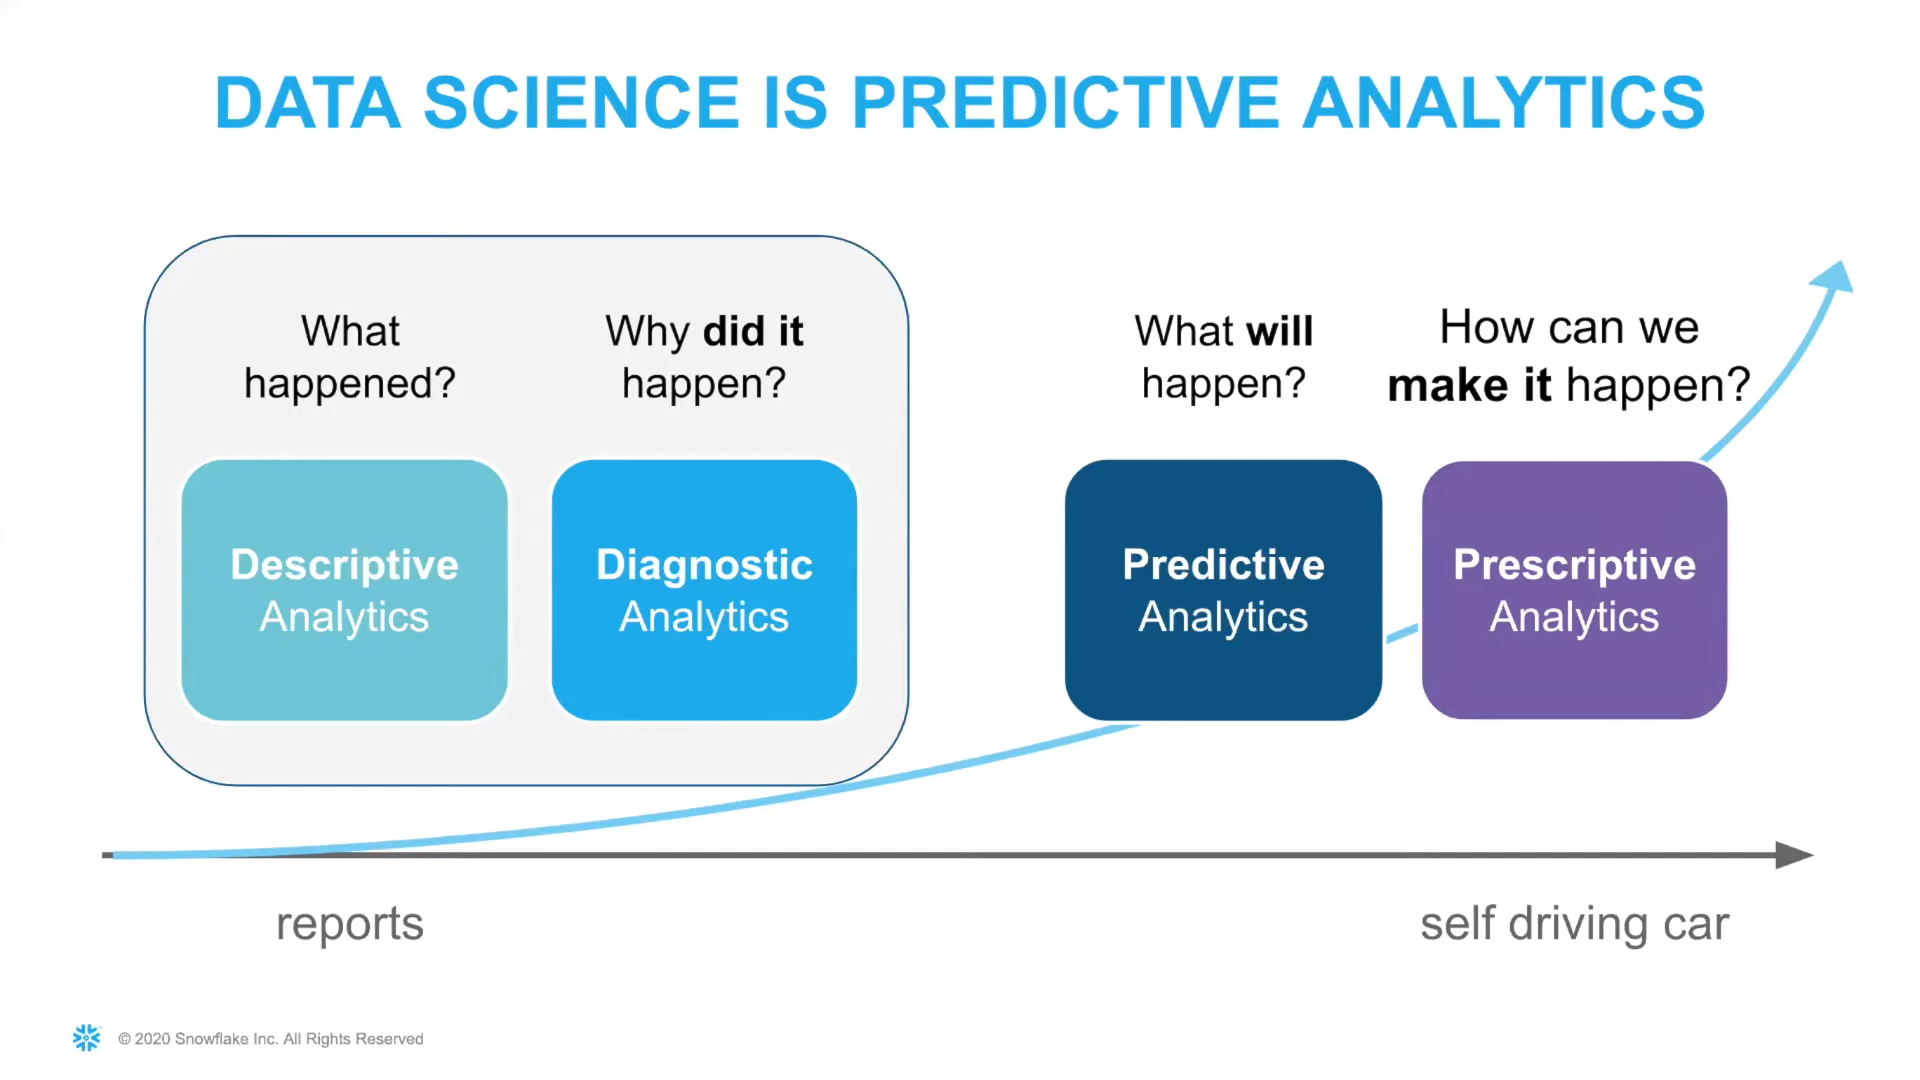 DATA SCIENCE IS PREDICTIVE ANALYTICS
What
happened?
Why did it
happen?
What will
happen?
How can we
make it happen?
Descriptive
Analytics
Diagnostic
Analytics
Predictive
Analytics
Prescriptive
Analytics
reports
self driving car
© 2020 Snowflake Inc. All Rights Reserved